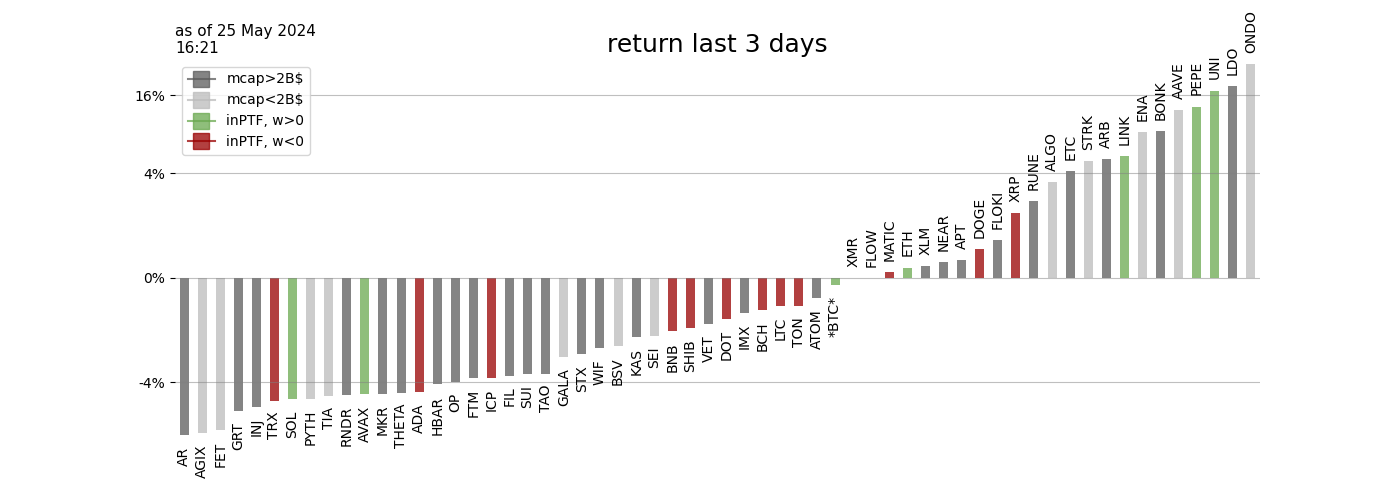 as of 25 May 2024
16:21
return last 3 days
mcap>2B$
mcap<2B$
inPTF, w>0
inPTF, w<0
16%
4%
0%
-4%
AR
AGIX
FET
GRT
INJ
TRX
SOL
PYTH
TIA
RNDR
AVAX
MKR
THETA
ADA
HBAR
OP
FTM
ICP
FIL
SUI
TAO
GALA
STX
WIF
BSV
KAS
SEI
BNB
SHIB
VET
DOT
IMX
BCH
LTC
TON
ATOM
*BTC*
XMR
FLOW
MATIC
ETH
XLM
NEAR
APT
DOGE
FLOKI
XRP
RUNE
ALGO
ETC
STRK
ARB
LINK
ENA
BONK
AAVE
PEPE
UNI
LDO
ONDO